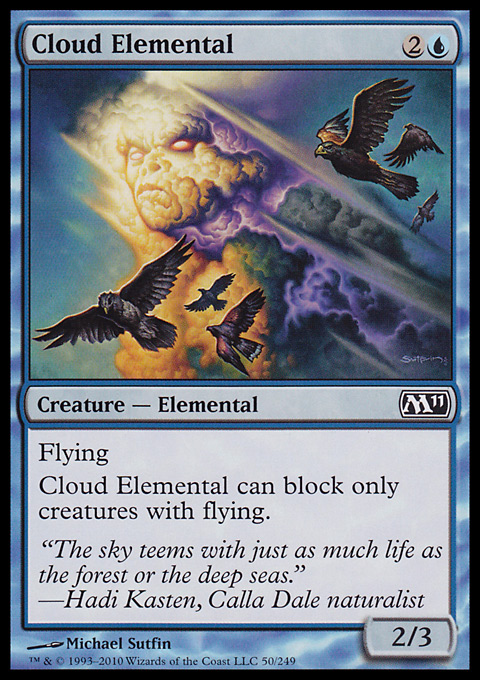 Cloud Elemental 2
Sutfin
Creature — Elemental M11
Flying
Cloud Elemental can block only
creatures with flying.
“The sky teems with just as much life as
the forest or the deep seas.”
—Hadi Kasten, Calla Dale naturalist
Michael Sutfin
2/3
™ & © 1993–2010 Wizards of the Coast LLC 50/249